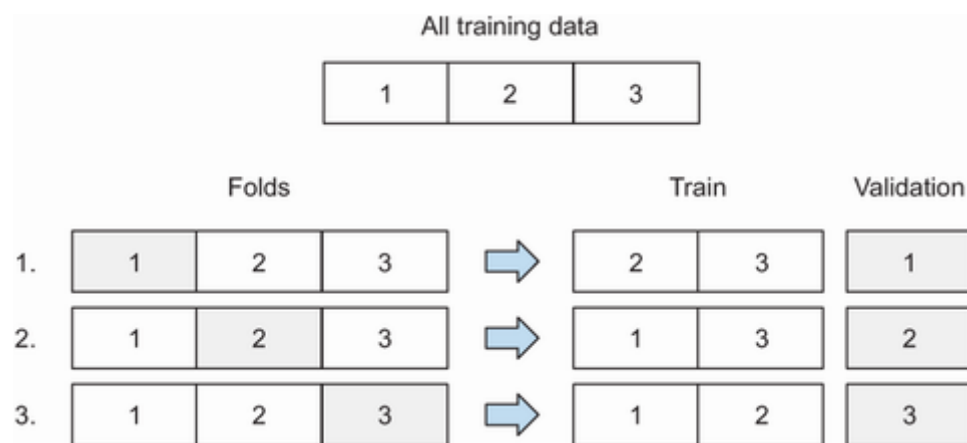 All training data
1 2 3
Folds Train Validation
1. 1 2 3 2 3 1
2. 1 2 3 1 3 2
3. 1 2 3 1 2 3